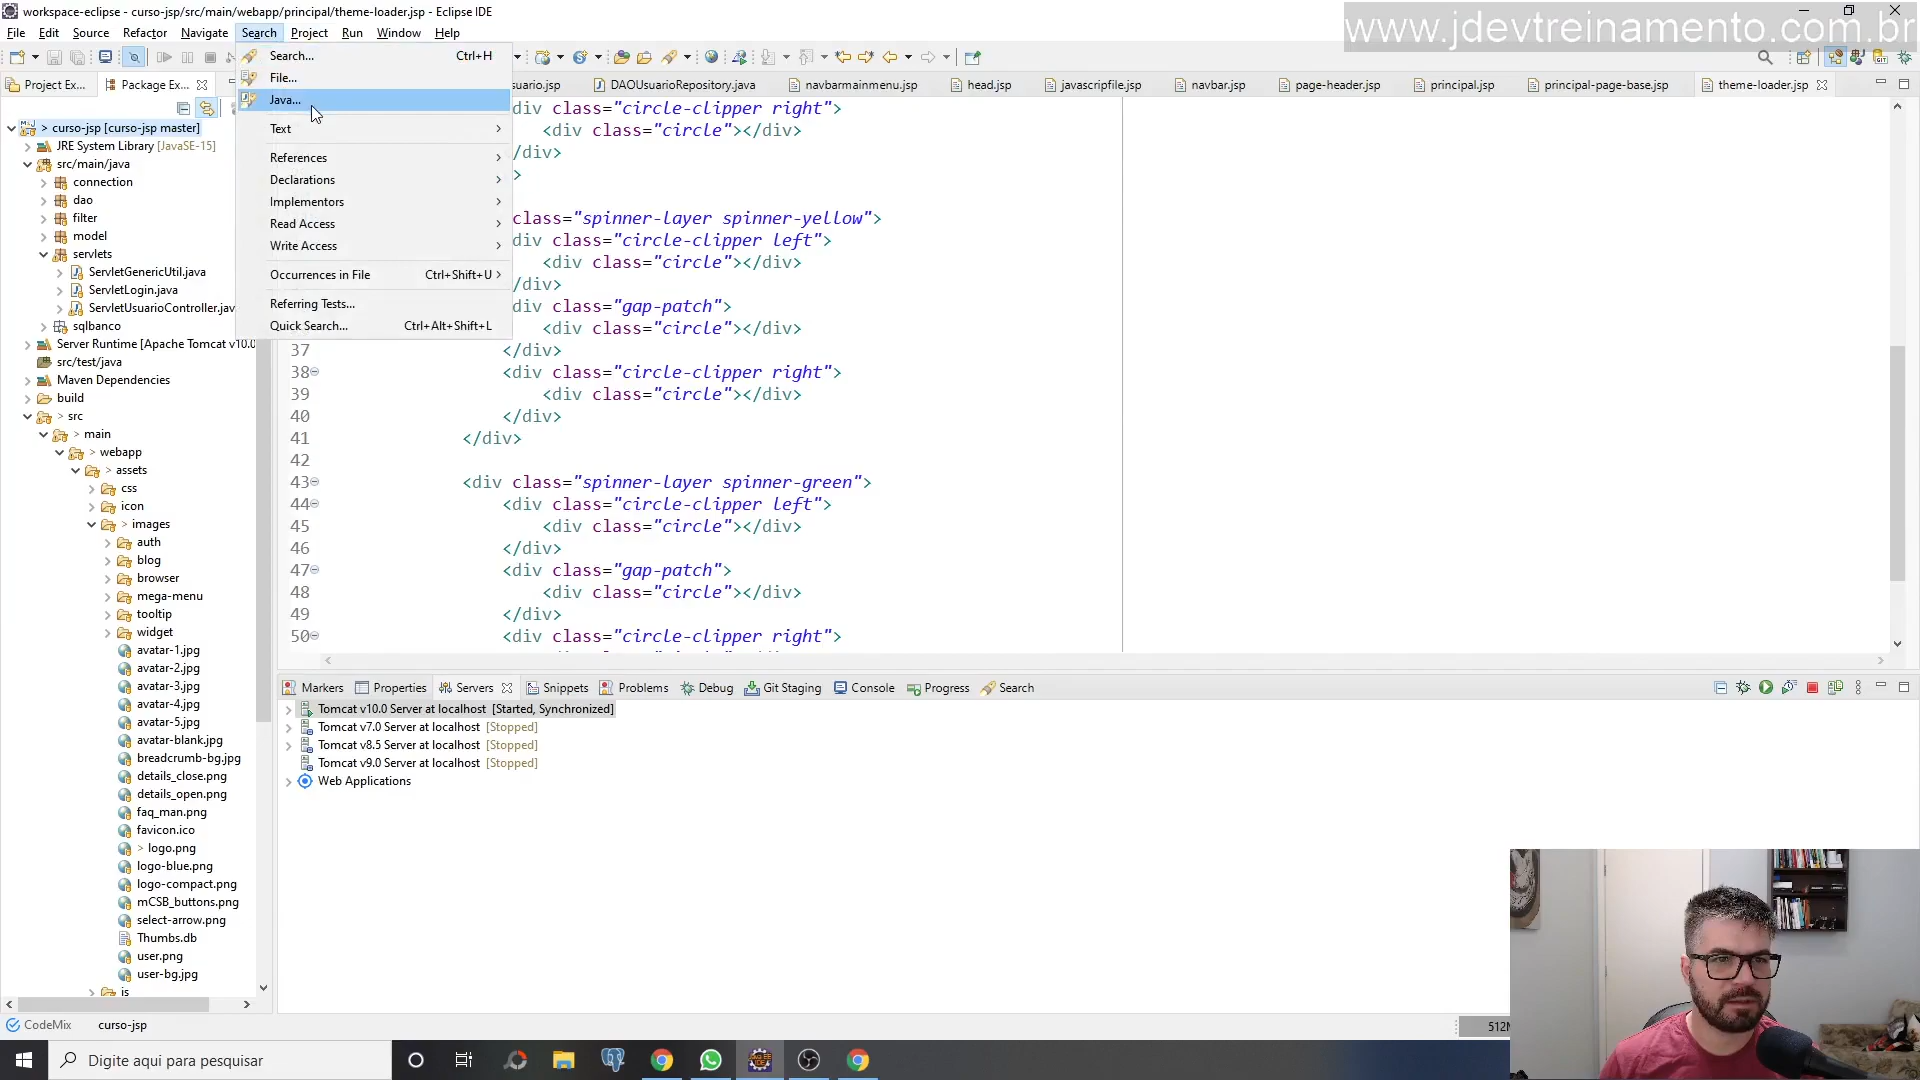 workspace-eclipse - curso-jsp/src/main/webapp/principal/theme-loader.jsp - Eclipse IDE
www.jdevtreinamento.com.br
File Edit Source Refactor Navigate Search Project Run Window Help
Search... Ctrl+H
File...
Java...
Text
References
Declarations
Implementors
Read Access
Write Access
Occurrences in File Ctrl+Shift+U
Referring Tests...
Quick Search... Ctrl+Alt+Shift+L
Project Ex... Package Ex...
suario.jsp DAOUsuarioRepository.java navbarmainmenu.jsp head.jsp javascripfile.jsp navbar.jsp page-header.jsp principal.jsp principal-page-base.jsp theme-loader.jsp
> curso-jsp [curso-jsp master]
JRE System Library [JavaSE-15]
src/main/java
connection
dao
filter
model
servlets
ServletGenericUtil.java
ServletLogin.java
ServletUsuarioController.jav
sqlbanco
Server Runtime [Apache Tomcat v10.0
src/test/java
Maven Dependencies
build
> src
> main
> webapp
> assets
css
icon
> images
auth
blog
browser
mega-menu
tooltip
widget
avatar-1.jpg
avatar-2.jpg
avatar-3.jpg
avatar-4.jpg
avatar-5.jpg
avatar-blank.jpg
breadcrumb-bg.jpg
details_close.png
details_open.png
faq_man.png
favicon.ico
> logo.png
logo-blue.png
logo-compact.png
mCSB_buttons.png
select-arrow.png
Thumbs.db
user.png
user-bg.jpg
div class="circle-clipper right">
<div class="circle"></div>
/div>
>
class="spinner-layer spinner-yellow">
div class="circle-clipper left">
<div class="circle"></div>
/div>
div class="gap-patch">
<div class="circle"></div>
37 </div>
38 <div class="circle-clipper right">
39 <div class="circle"></div>
40 </div>
41 </div>
42
43 <div class="spinner-layer spinner-green">
44 <div class="circle-clipper left">
45 <div class="circle"></div>
46 </div>
47 <div class="gap-patch">
48 <div class="circle"></div>
49 </div>
50 <div class="circle-clipper right">
Markers Properties Servers Snippets Problems Debug Git Staging Console Progress Search
Tomcat v10.0 Server at localhost [Started, Synchronized]
Tomcat v7.0 Server at localhost [Stopped]
Tomcat v8.5 Server at localhost [Stopped]
Tomcat v9.0 Server at localhost [Stopped]
Web Applications
CodeMix curso-jsp
512M
Digite aqui para pesquisar